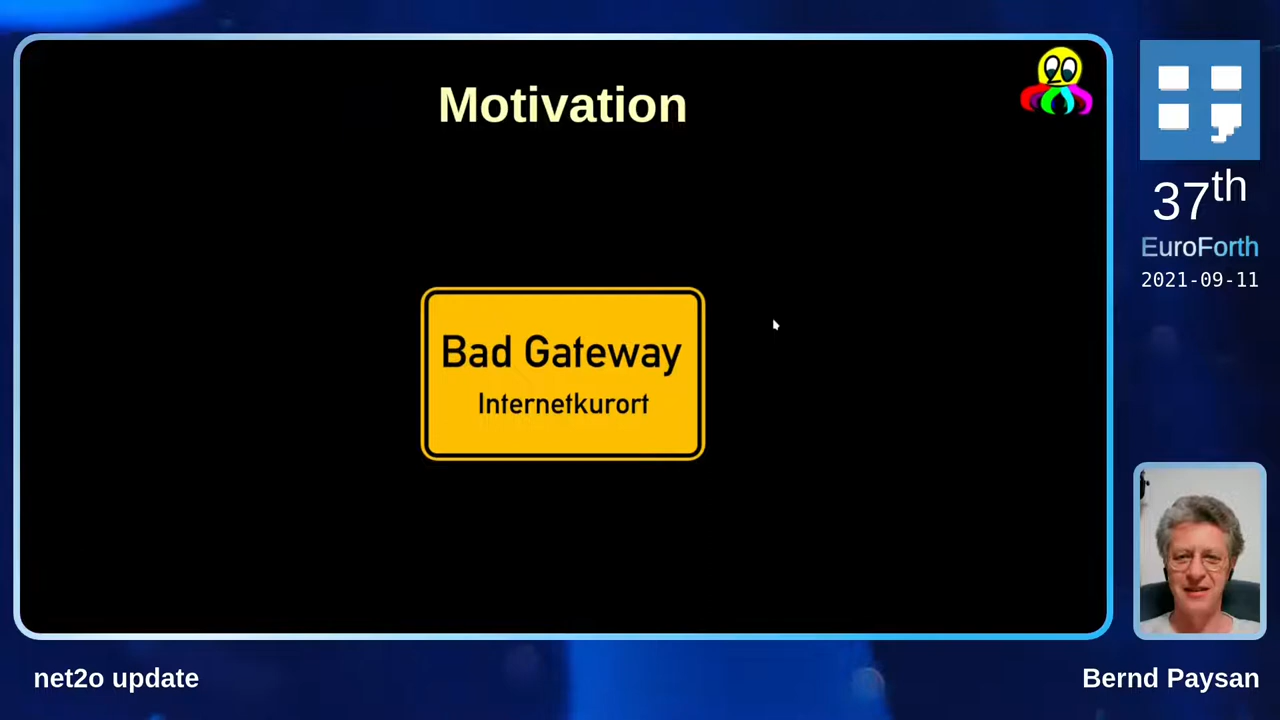 Motivation
Bad Gateway
Internetkurort
37th
EuroForth
2021-09-11
net2o update
Bernd Paysan